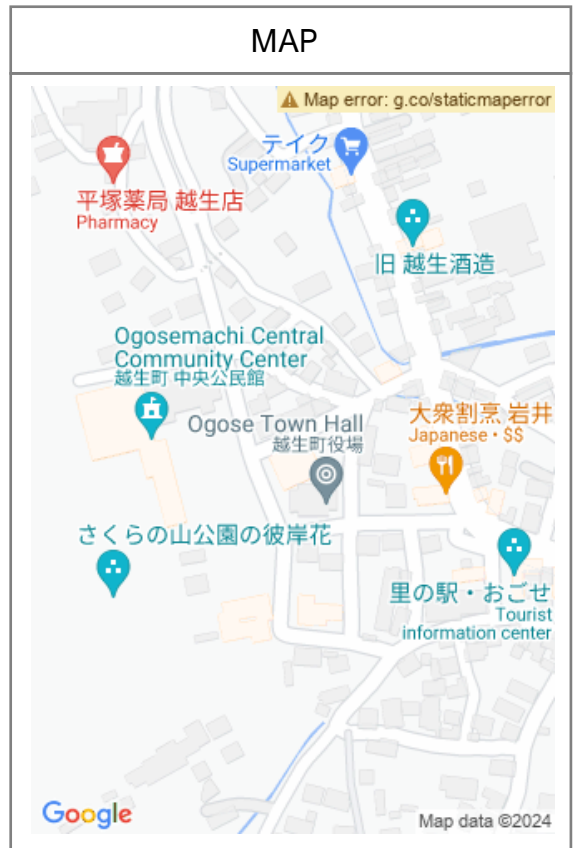 MAP
Map error: g.co/staticmaperror
テイク
Supermarket
平塚薬局 越生店
Pharmacy
旧 越生酒造
Ogosemachi Central
Community Center
越生町 中央公民館
大衆割烹 岩井
Japanese・$$
Ogose Town Hall
越生町役場
さくらの山公園の彼岸花
里の駅・おごせ
Tourist
information center
Google
Map data ©2024